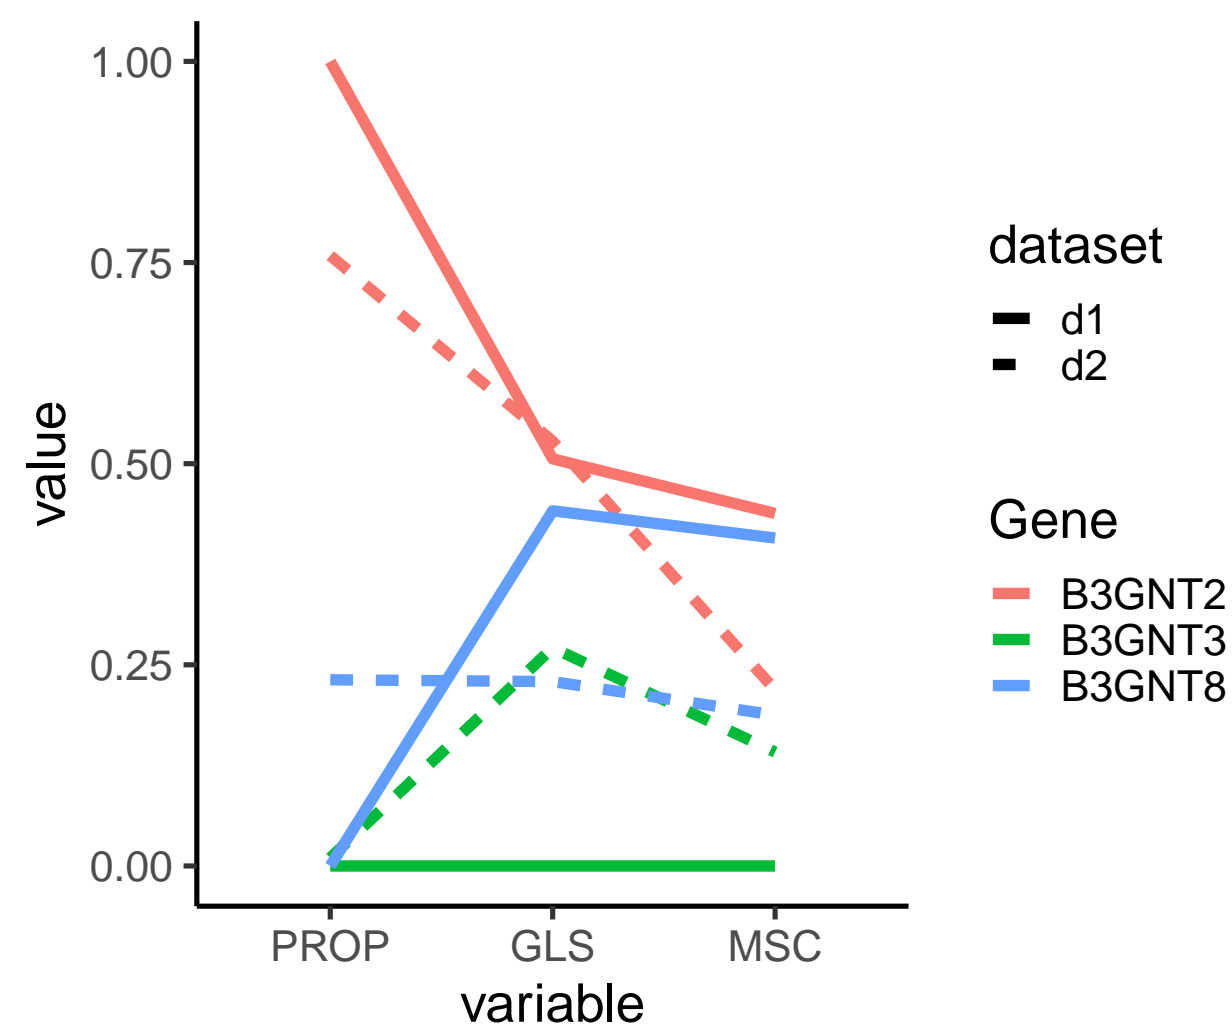 value
1.00
0.75
0.50
0.25
0.00
PROP GLS MSC
variable
dataset
d1
d2
Gene
B3GNT2
B3GNT3
B3GNT8